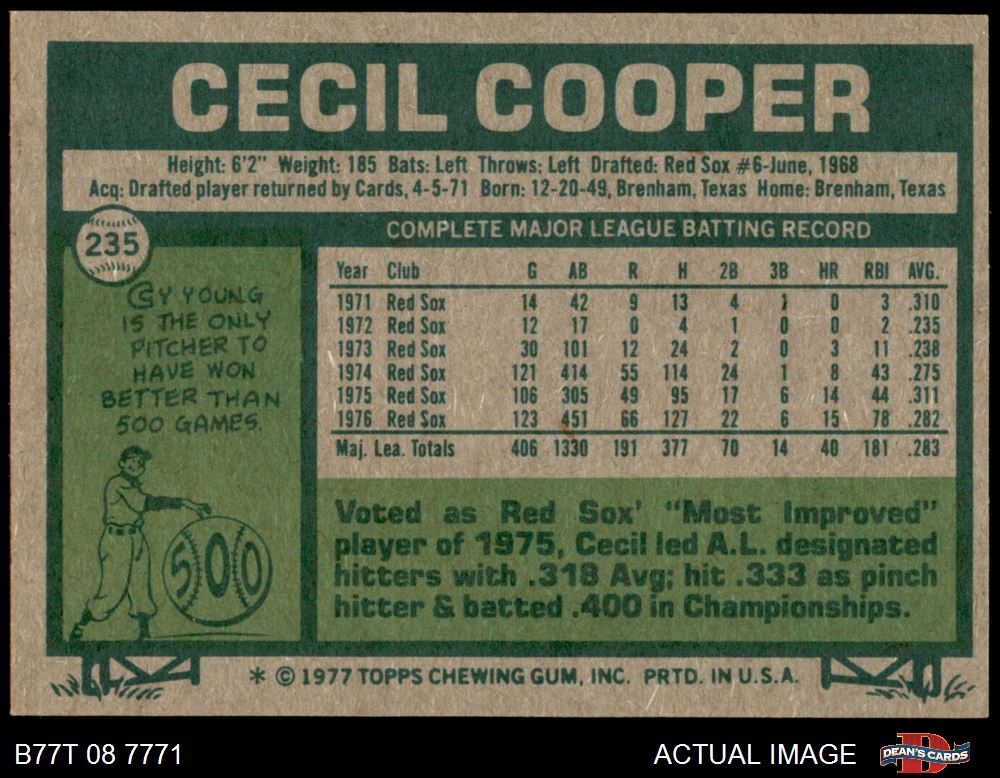 CECIL COOPER
Height: 6'2" Weight: 185 Bats: Left Throws: Left Drafted: Red Sox #6-June, 1968
Acq: Drafted player returned by Cards, 4-5-71 Born: 12-20-49, Brenham, Texas Home: Brenham, Texas
235
CY YOUNG
IS THE ONLY
PITCHER TO
HAVE WON
BETTER THAN
500 GAMES.
500
COMPLETE MAJOR LEAGUE BATTING RECORD
Year Club G AB R H 2B 3B HR RBI AVG.
1971 Red Sox 14 42 9 13 4 1 0 3 .310
1972 Red Sox 12 17 0 4 1 0 0 2 .235
1973 Red Sox 30 101 12 24 2 0 3 11 .238
1974 Red Sox 121 414 55 114 24 1 8 43 .275
1975 Red Sox 106 305 49 95 17 6 14 44 .311
1976 Red Sox 123 451 66 127 22 6 15 78 .282
Maj. Lea. Totals 406 1330 191 377 70 14 40 181 .283
Voted as Red Sox' "Most Improved"
player of 1975, Cecil led A.L. designated
hitters with .318 Avg; hit .333 as pinch
hitter & batted .400 in Championships.
* © 1977 TOPPS CHEWING GUM, INC. PRTD. IN U.S.A.
B77T 08 7771
ACTUAL IMAGE
D
DEAN'S CARDS